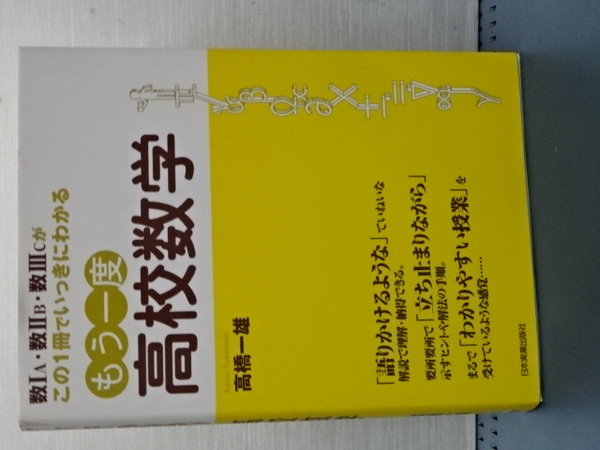 数ⅠA・数ⅡB・数ⅢCが
この1冊でいっきにわかる
もう一度
高校数学
高橋一雄
「語りかけるような」ていねいな
解説で理解・納得できる。
要所要所で「立ち止まりながら」
示すヒントや解法の手順。
まるで「わかりやすい授業」を
受けているような感覚……
日本実業出版社